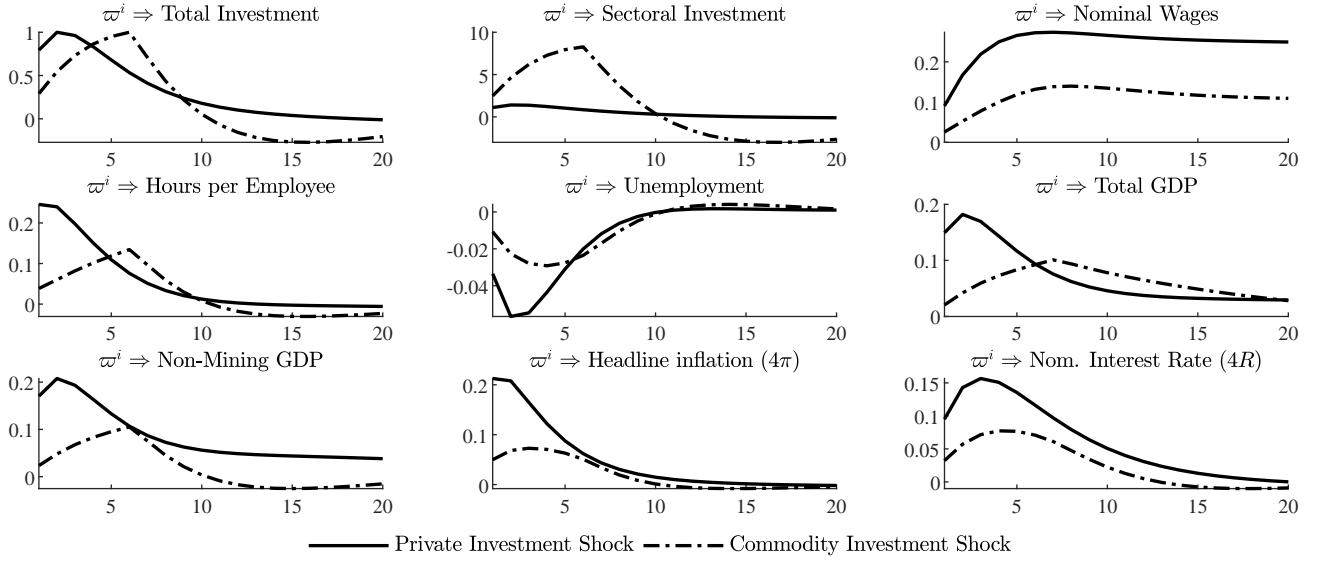 ϖ^i ⇒ Total Investment
1
0.5
0
5 10 15 20
ϖ^i ⇒ Sectoral Investment
10
5
0
5 10 15 20
ϖ^i ⇒ Nominal Wages
0.2
0.1
0
5 10 15 20
ϖ^i ⇒ Hours per Employee
0.2
0.1
0
5 10 15 20
ϖ^i ⇒ Unemployment
0
-0.02
-0.04
5 10 15 20
ϖ^i ⇒ Total GDP
0.2
0.1
0
5 10 15 20
ϖ^i ⇒ Non-Mining GDP
0.2
0.1
0
5 10 15 20
ϖ^i ⇒ Headline inflation (4π)
0.2
0.1
0
5 10 15 20
ϖ^i ⇒ Nom. Interest Rate (4R)
0.15
0.1
0.05
0
5 10 15 20
Private Investment Shock Commodity Investment Shock